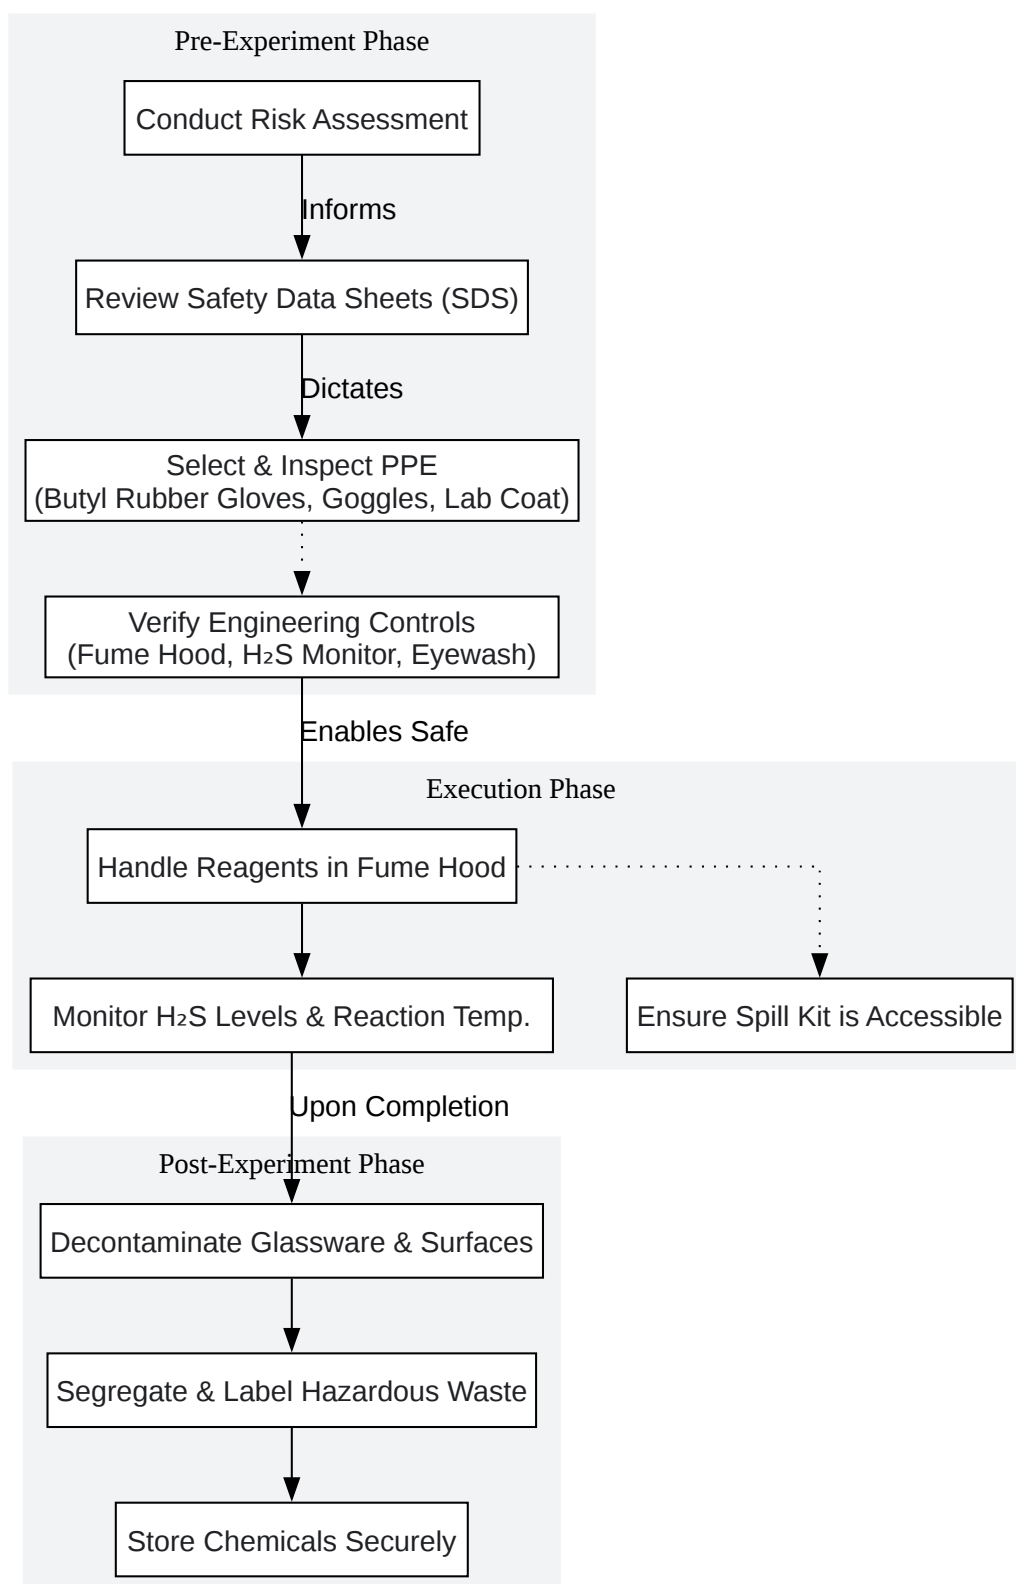 Pre-Experiment Phase
Conduct Risk Assessment
Informs
Review Safety Data Sheets (SDS)
Dictates
Select & Inspect PPE
(Butyl Rubber Gloves, Goggles, Lab Coat)
Verify Engineering Controls
(Fume Hood, H₂S Monitor, Eyewash)
Enables Safe
Execution Phase
Handle Reagents in Fume Hood
Monitor H₂S Levels & Reaction Temp.
Ensure Spill Kit is Accessible
Upon Completion
Post-Experiment Phase
Decontaminate Glassware & Surfaces
Segregate & Label Hazardous Waste
Store Chemicals Securely